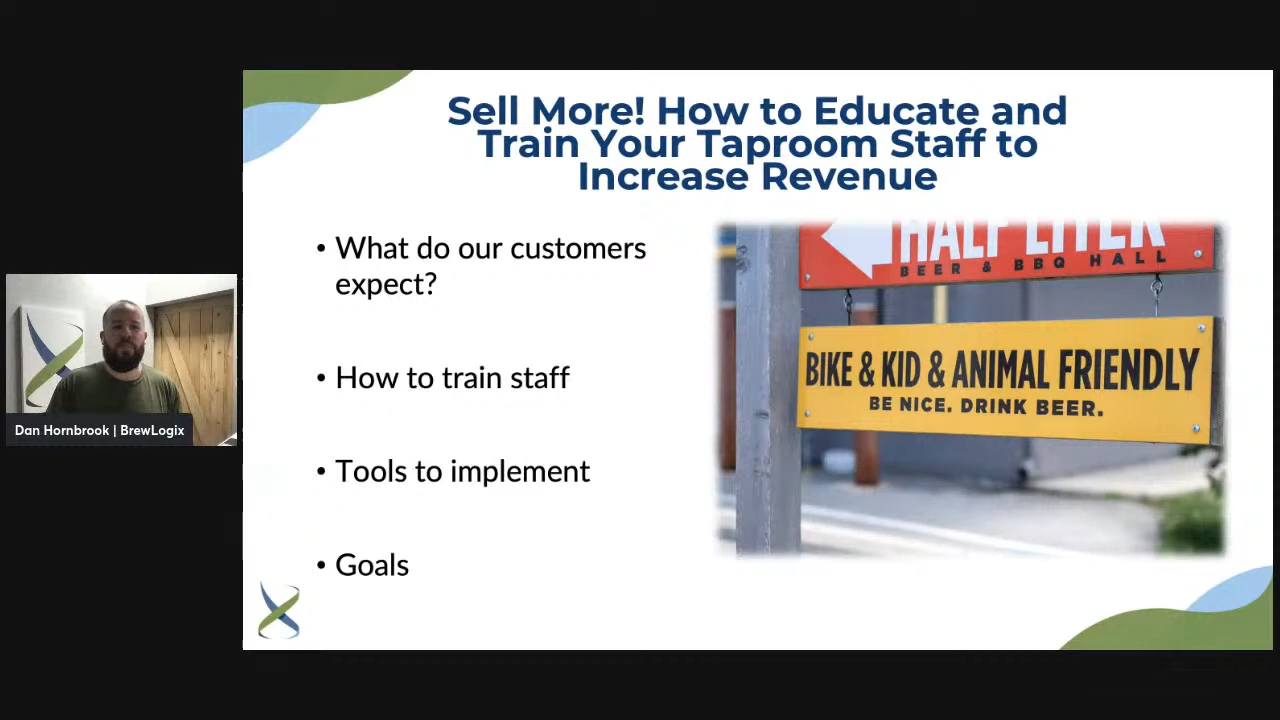 Sell More! How to Educate and
Train Your Taproom Staff to
Increase Revenue
• What do our customers
expect?
• How to train staff
• Tools to implement
• Goals
HALF LITER
BEER & BBQ HALL
BIKE & KID & ANIMAL FRIENDLY
BE NICE. DRINK BEER.
Dan Hornbrook | BrewLogix